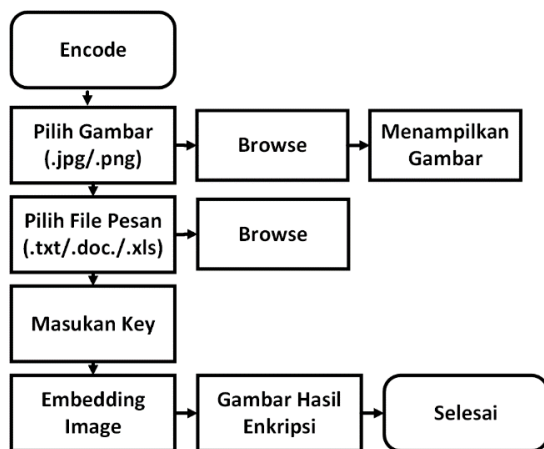 Encode
Pilih Gambar
(.jpg/.png)
Browse
Menampilkan
Gambar
Pilih File Pesan
(.txt/.doc./.xls)
Browse
Masukan Key
Embedding
Image
Gambar Hasil
Enkripsi
Selesai